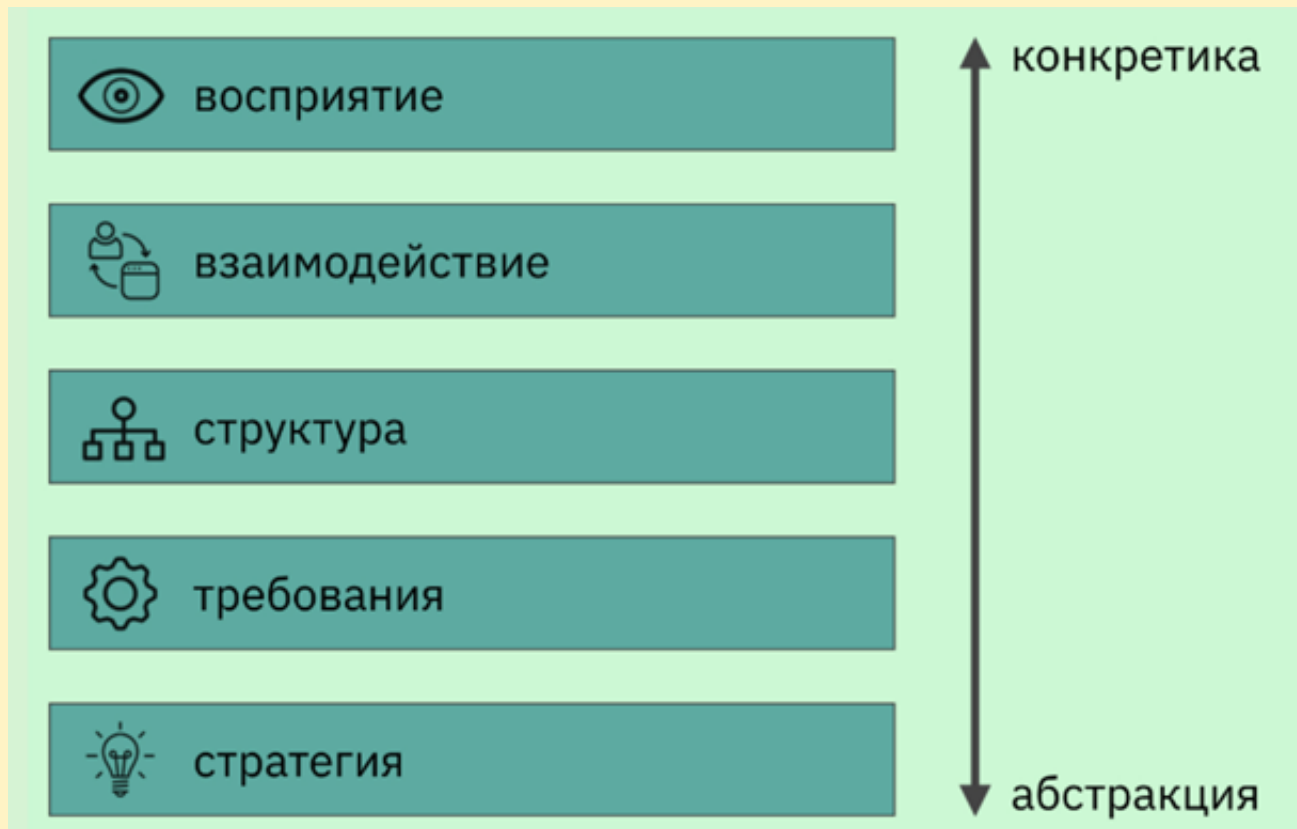 конкретика
восприятие
взаимодействие
структура
требования
стратегия
абстракция